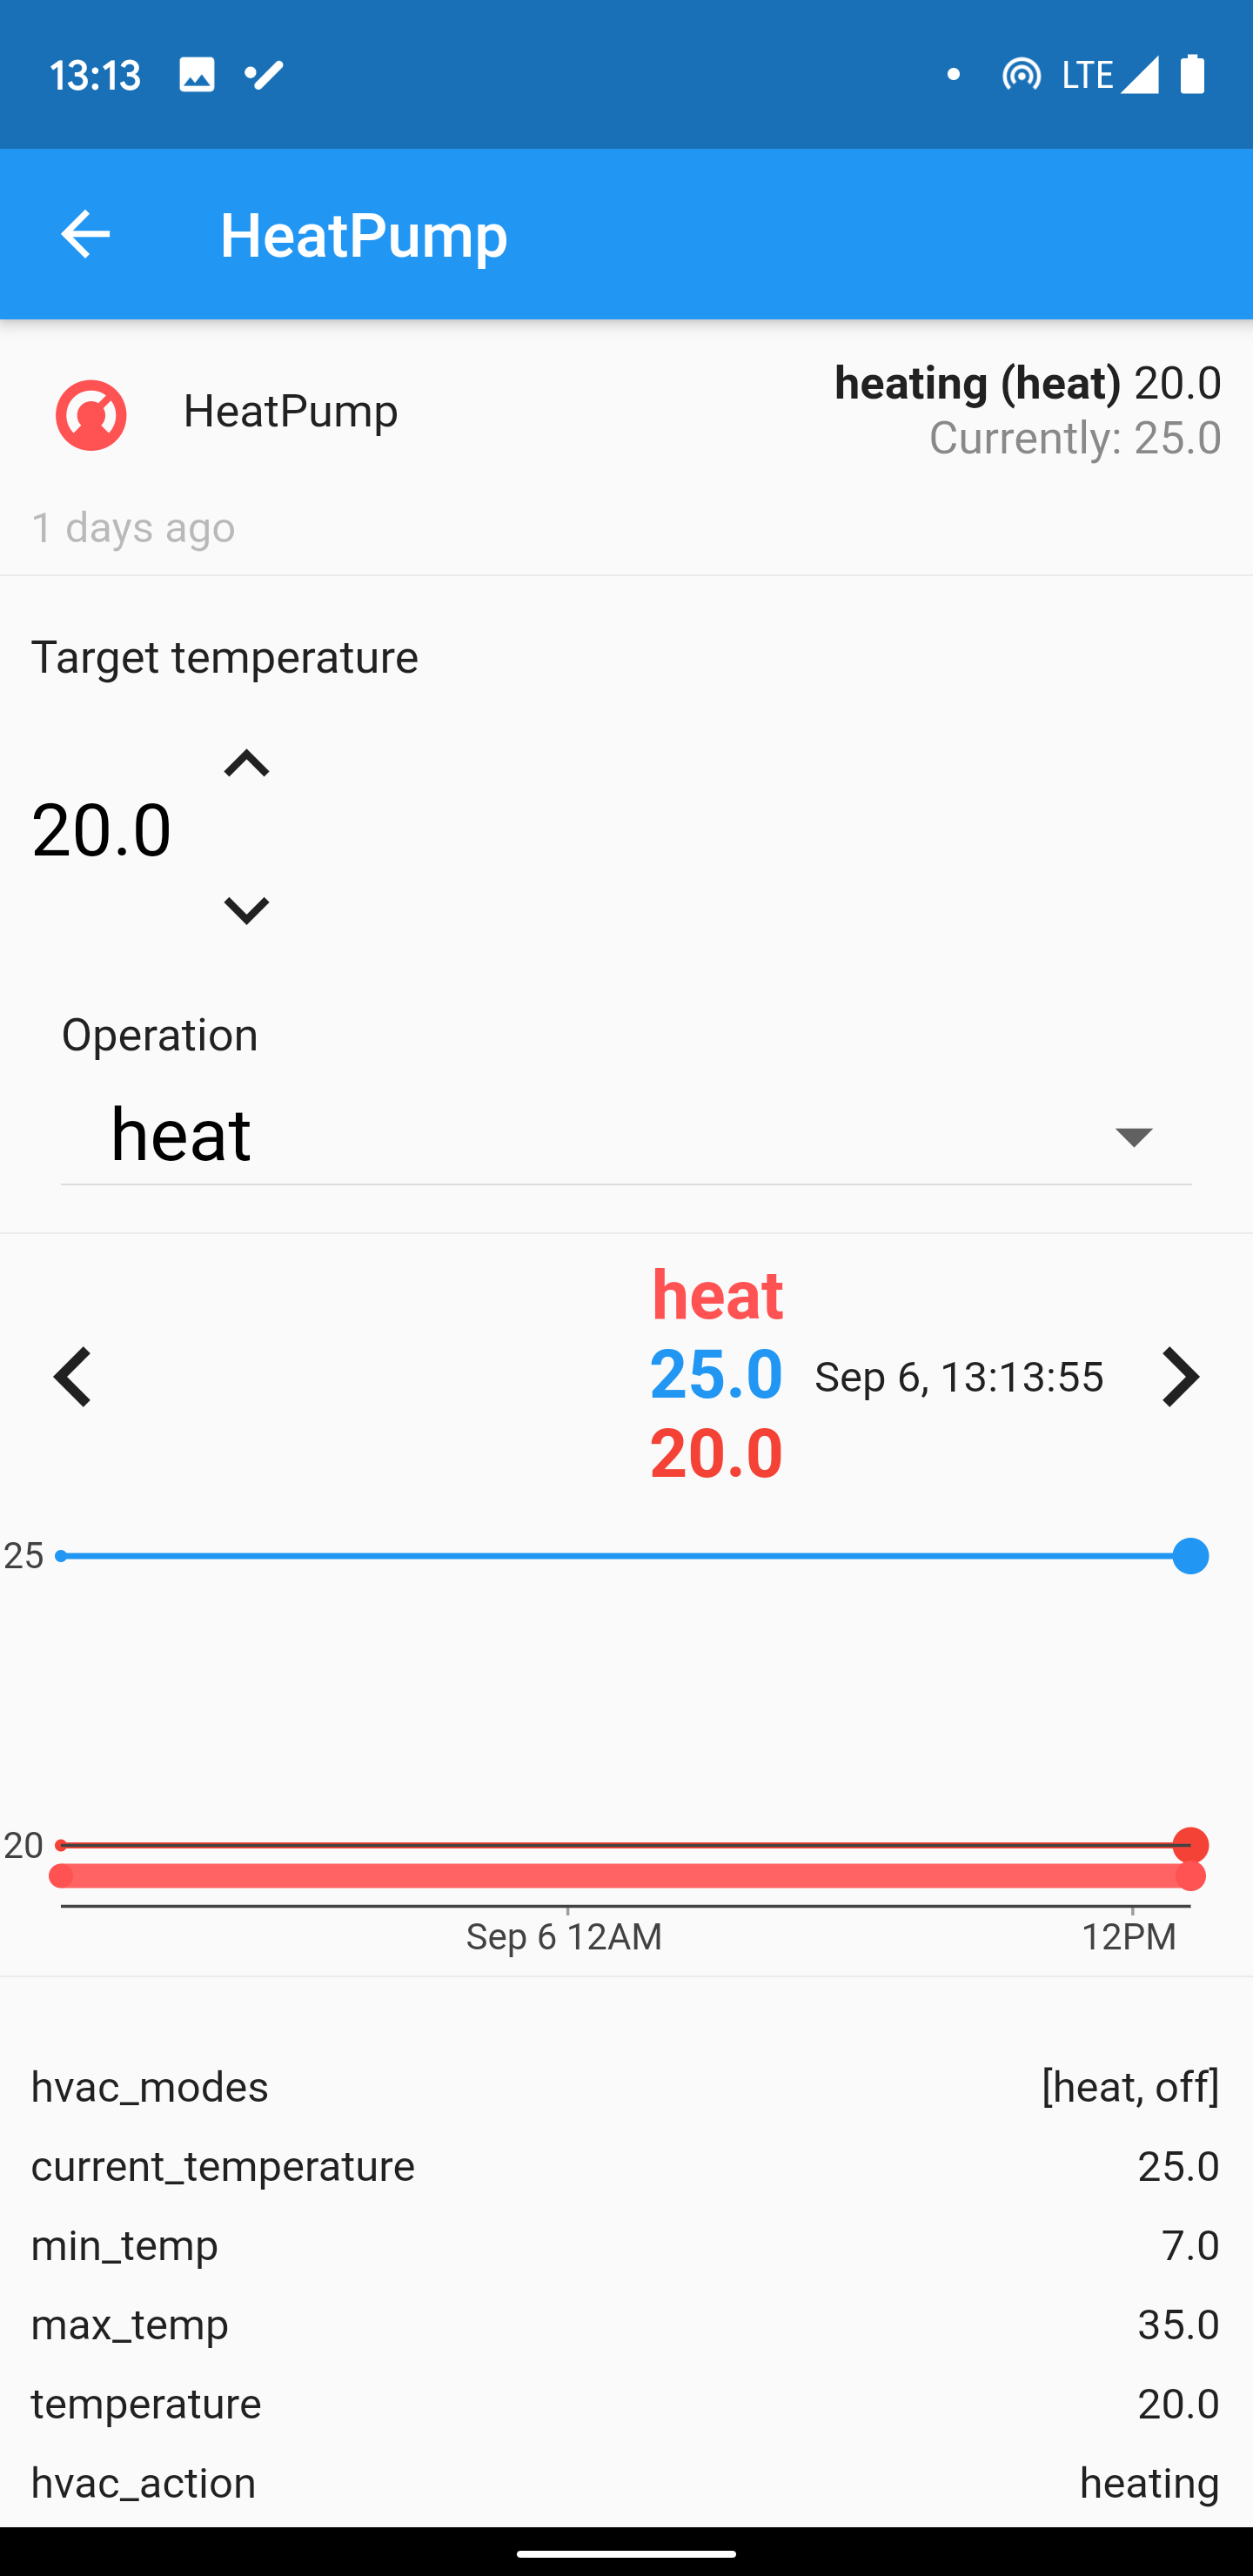 13:13 LTE
HeatPump
HeatPump
heating (heat) 20.0
Currently: 25.0
1 days ago
Target temperature
20.0
Operation
heat
heat
25.0 Sep 6, 13:13:55
20.0
25
20
Sep 6 12AM 12PM
hvac_modes [heat, off]
current_temperature 25.0
min_temp 7.0
max_temp 35.0
temperature 20.0
hvac_action heating